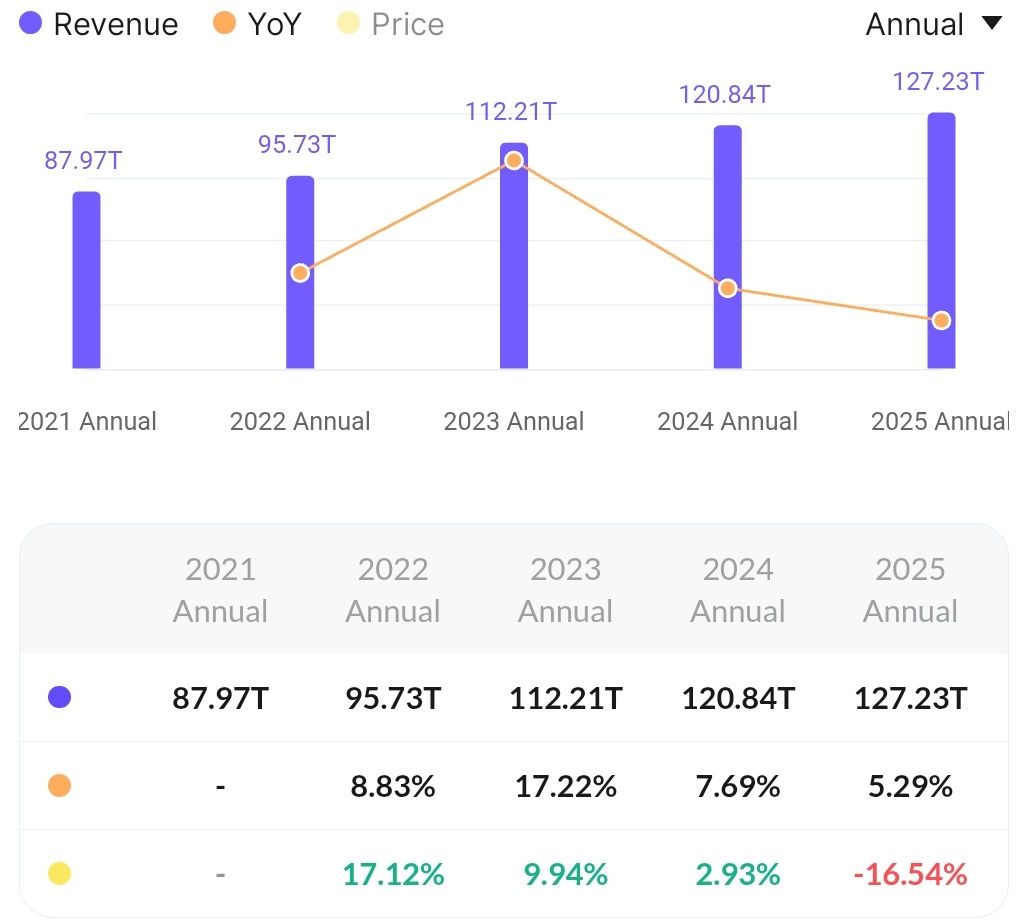 Revenue YoY Price Annual
127.23T
120.84T
112.21T
95.73T
87.97T
2021 Annual 2022 Annual 2023 Annual 2024 Annual 2025 Annual
2021 2022 2023 2024 2025
Annual Annual Annual Annual Annual
87.97T 95.73T 112.21T 120.84T 127.23T
- 8.83% 17.22% 7.69% 5.29%
- 17.12% 9.94% 2.93% -16.54%